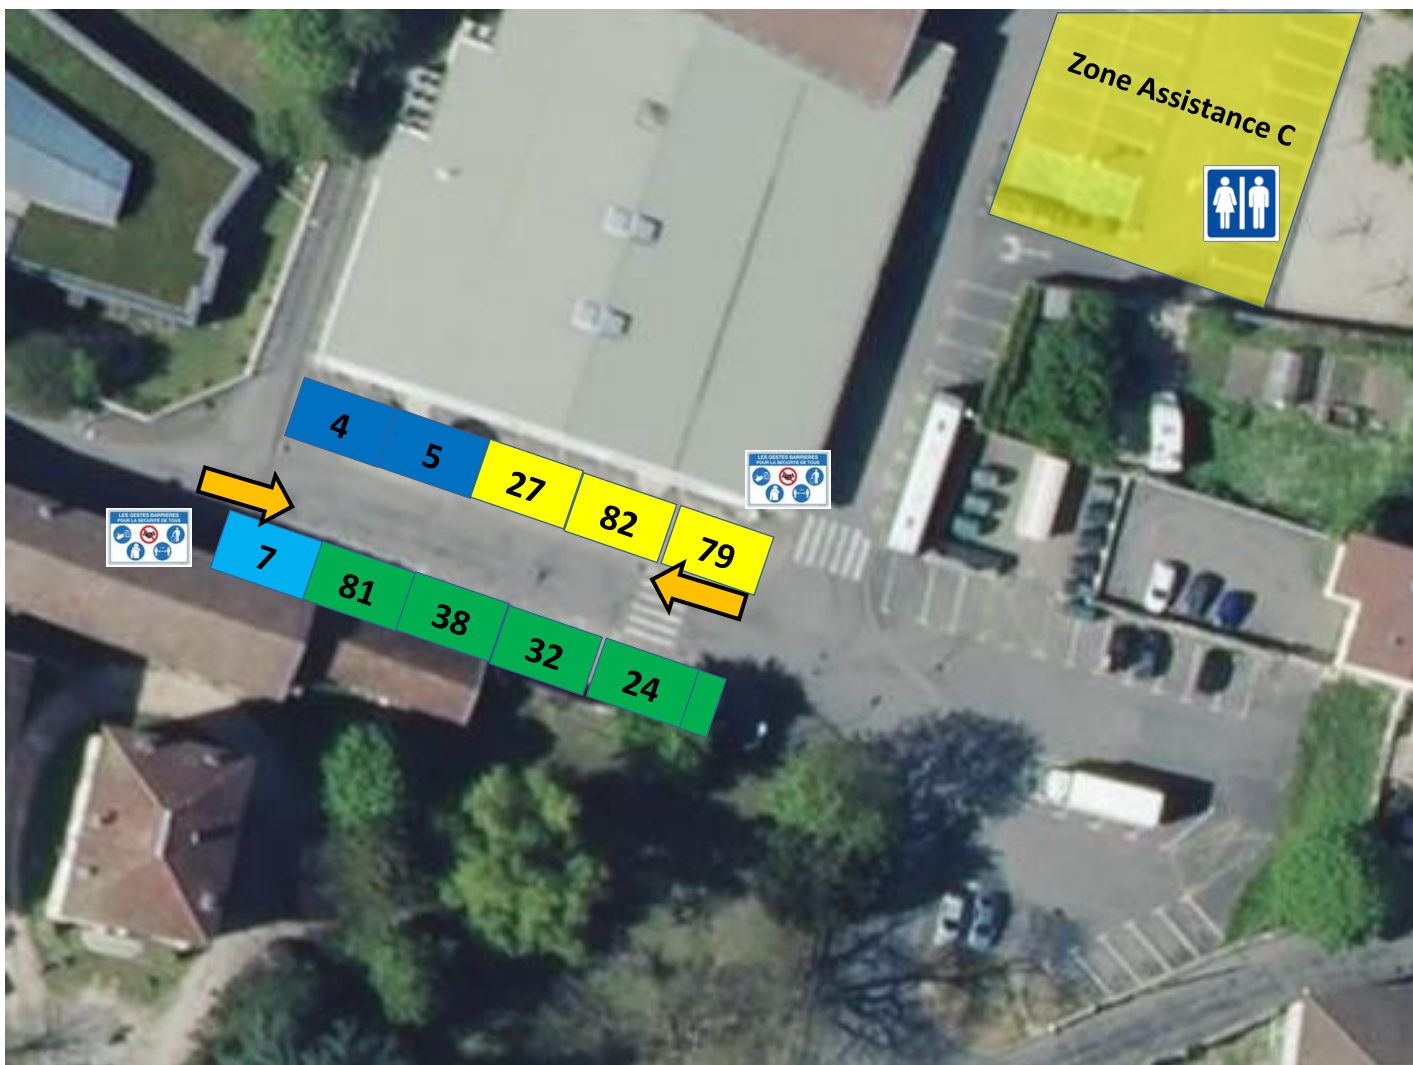 Zone Assistance C
4
5
27
82
79
LES GESTES BARRIERES
POUR LA SECURITE DE TOUS
LES GESTES BARRIERES
POUR LA SECURITE DE TOUS
7
81
38
32
24